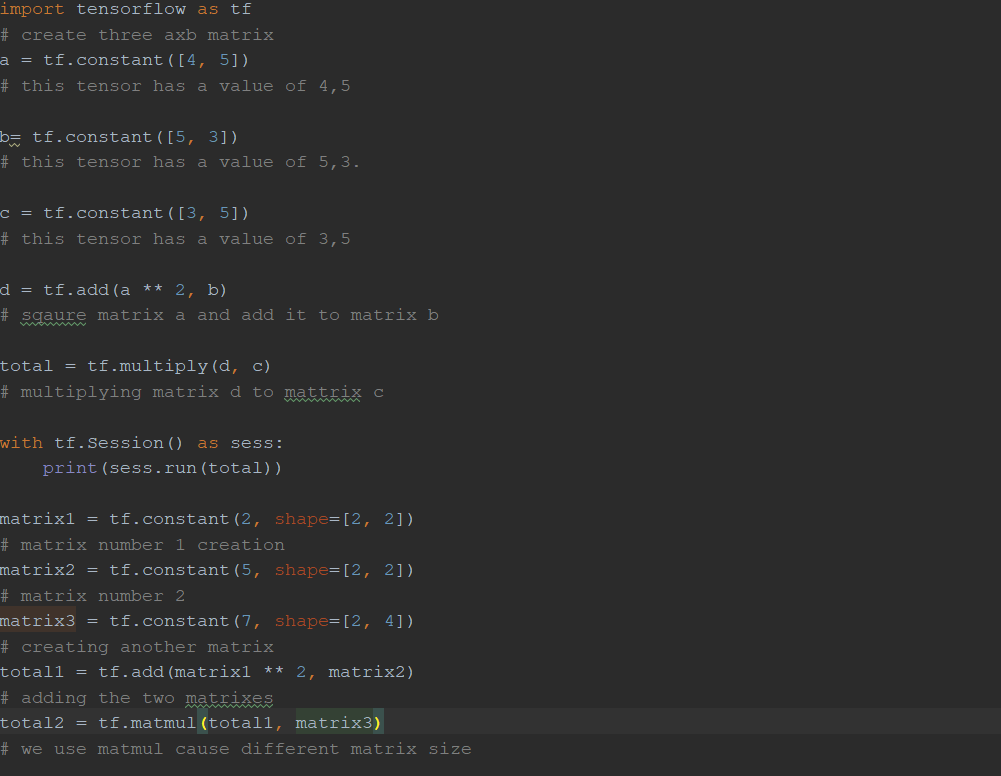 import tensorflow as tf
# create three axb matrix
a = tf.constant([4, 5])
# this tensor has a value of 4,5
b= tf.constant([5, 3])
# this tensor has a value of 5,3.
c = tf.constant([3, 5])
# this tensor has a value of 3,5
d = tf.add(a ** 2, b)
# sqaure matrix a and add it to matrix b
total = tf.multiply(d, c)
# multiplying matrix d to mattrix c
with tf.Session() as sess:
    print(sess.run(total))
matrix1 = tf.constant(2, shape=[2, 2])
# matrix number 1 creation
matrix2 = tf.constant(5, shape=[2, 2])
# matrix number 2
matrix3 = tf.constant(7, shape=[2, 4])
# creating another matrix
total1 = tf.add(matrix1 ** 2, matrix2)
# adding the two matrixes
total2 = tf.matmul(total1, matrix3)
# we use matmul cause different matrix size